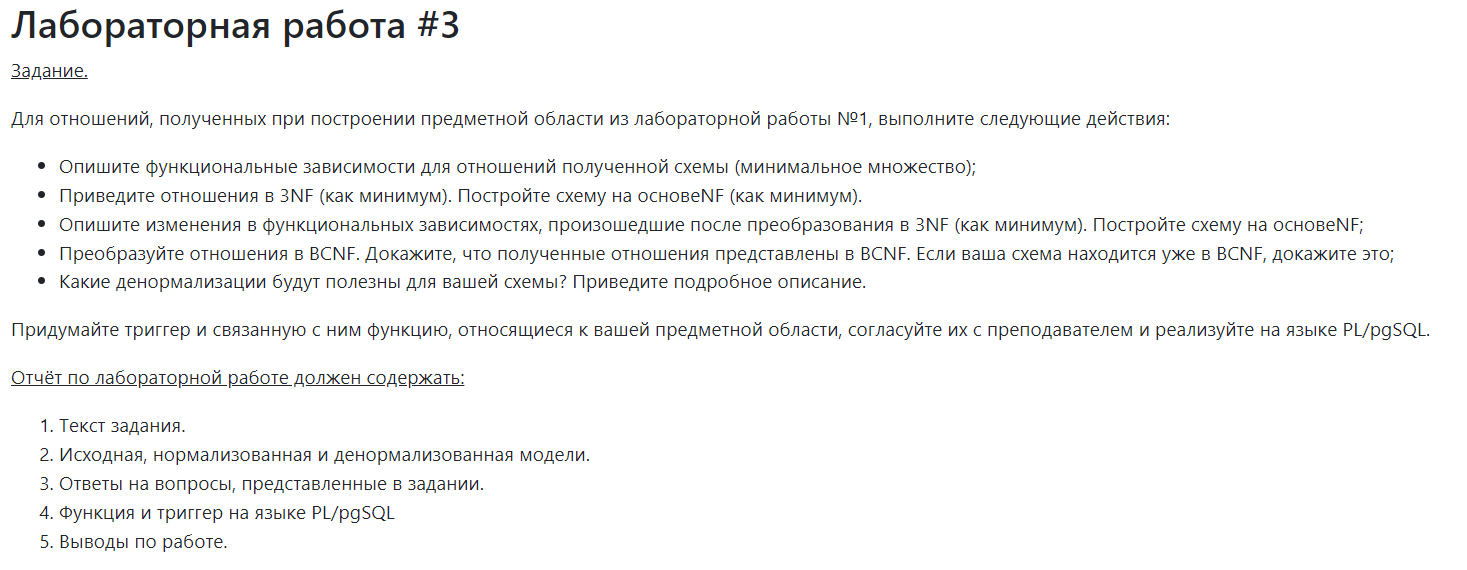 Лабораторная работа #3
Задание.
Для отношений, полученных при построении предметной области из лабораторной работы №1, выполните следующие действия:
• Опишите функциональные зависимости для отношений полученной схемы (минимальное множество);
• Приведите отношения в 3NF (как минимум). Постройте схему на основеNF (как минимум).
• Опишите изменения в функциональных зависимостях, произошедшие после преобразования в 3NF (как минимум). Постройте схему на основеNF;
• Преобразуйте отношения в BCNF. Докажите, что полученные отношения представлены в BCNF. Если ваша схема находится уже в BCNF, докажите это;
• Какие денормализации будут полезны для вашей схемы? Приведите подробное описание.
Придумайте триггер и связанную с ним функцию, относящиеся к вашей предметной области, согласуйте их с преподавателем и реализуйте на языке PL/pgSQL.
Отчёт по лабораторной работе должен содержать:
1. Текст задания.
2. Исходная, нормализованная и денормализованная модели.
3. Ответы на вопросы, представленные в задании.
4. Функция и триггер на языке PL/pgSQL
5. Выводы по работе.